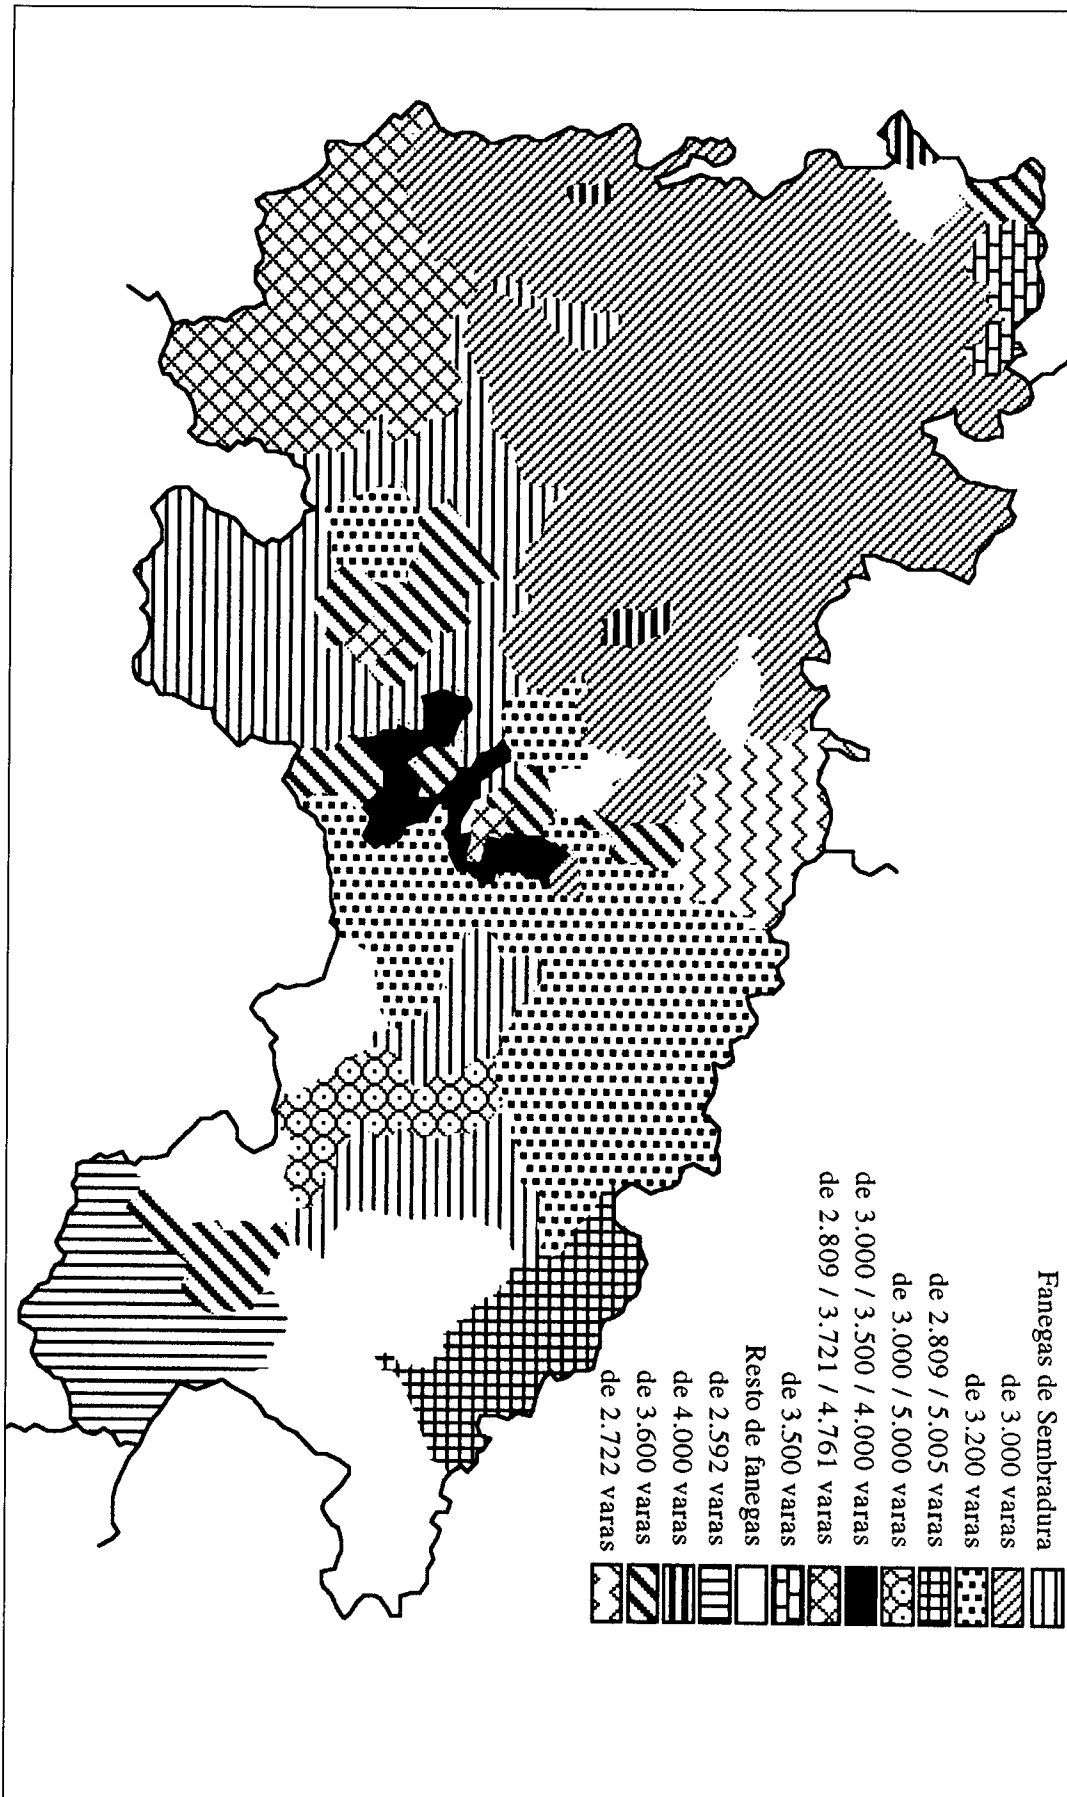 Fanegas de Sembradura
de 3.000 varas
de 3.200 varas
de 2.809 / 5.005 varas
de 3.000 / 5.000 varas
de 3.000 / 3.500 / 4.000 varas
de 2.809 / 3.721 / 4.761 varas
de 3.500 varas
Resto de fanegas
de 2.592 varas
de 4.000 varas
de 3.600 varas
de 2.722 varas